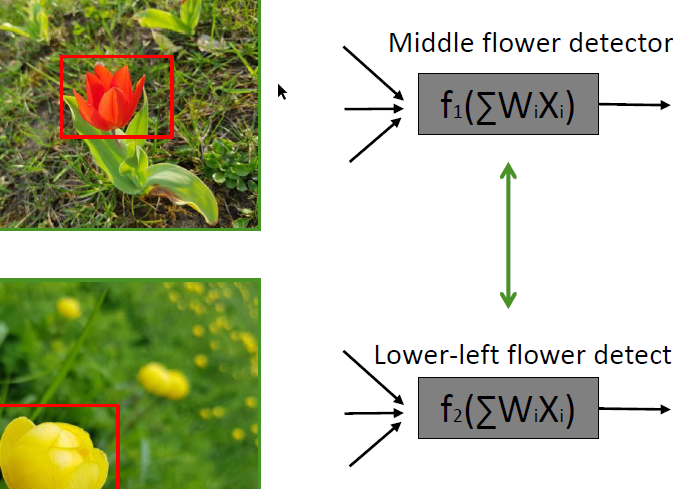 Middle flower detector
f₁(∑WᵢXᵢ)
Lower-left flower detect
f₂(∑WᵢXᵢ)